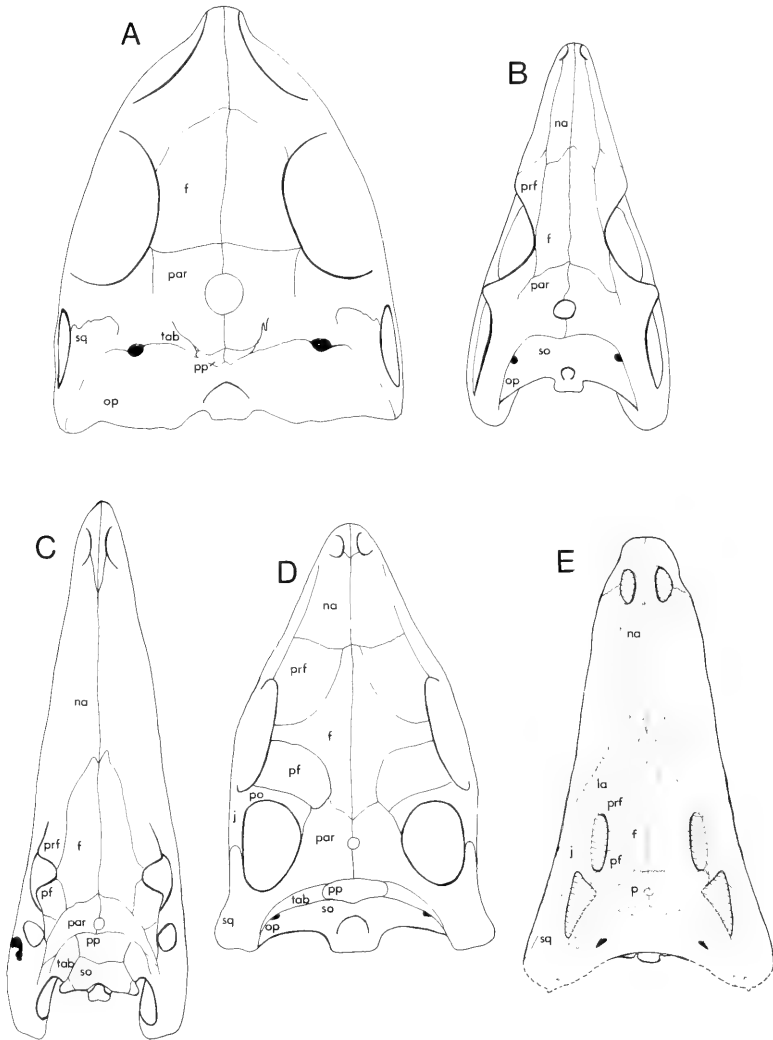 A
f
par
sq
tab
pp
op
B
na
prf
f
par
so
op
C
na
prf
f
pf
par
pp
tab
so
D
na
prf
f
pf
po
j
par
pp
tab
so
sq
op
E
na
la
prf
f
j
pf
p
sq